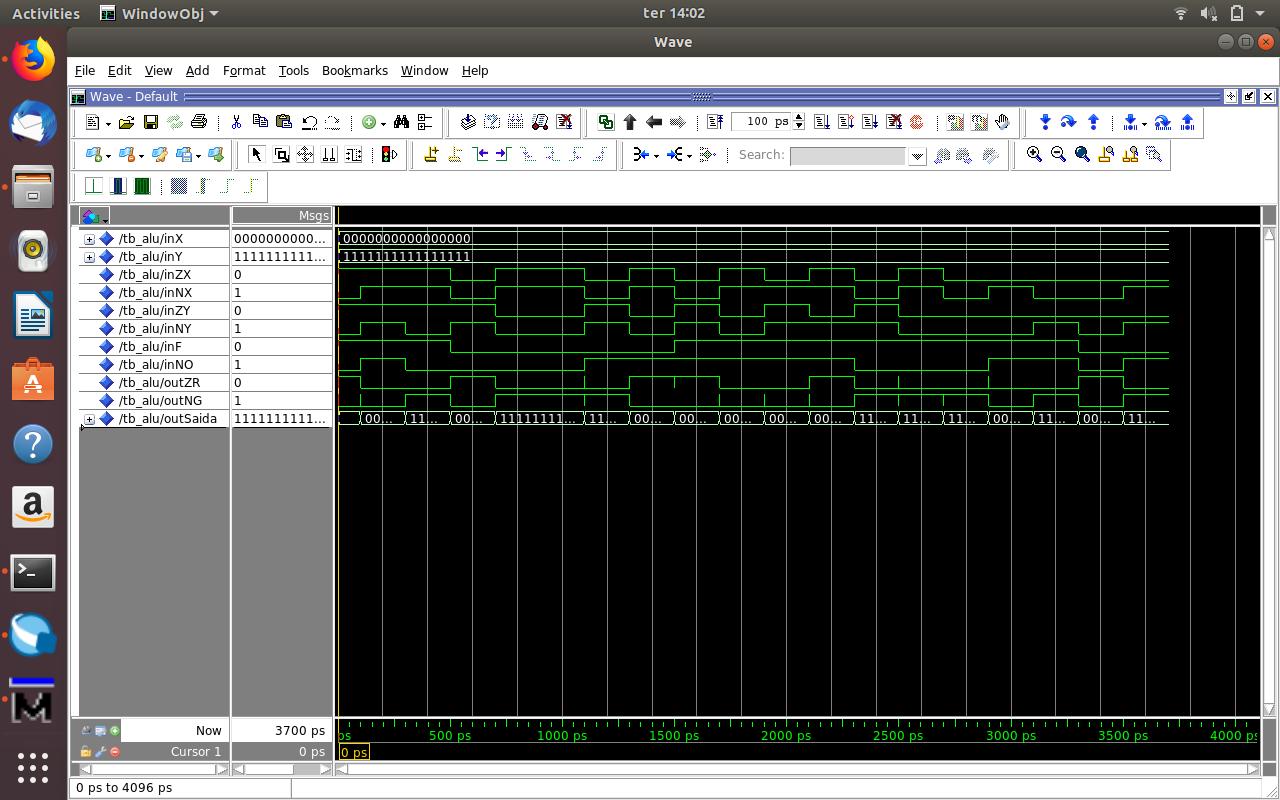 Activities WindowObj ter 14:02
Wave
File Edit View Add Format Tools Bookmarks Window Help
Wave - Default
100 ps
Search:
Msgs
/tb_alu/inX 0000000000... 0000000000000000
/tb_alu/inY 1111111111... 1111111111111111
/tb_alu/inZX 0
/tb_alu/inNX 1
/tb_alu/inZY 0
/tb_alu/inNY 1
/tb_alu/inF 0
/tb_alu/inNO 1
/tb_alu/outZR 0
/tb_alu/outNG 1
/tb_alu/outSaida 1111111111... 00... 11... 00... 11111111... 11... 00... 00... 00... 00... 00... 11... 11... 11... 00... 11... 00... 11...
Now 3700 ps ps 500 ps 1000 ps 1500 ps 2000 ps 2500 ps 3000 ps 3500 ps 4000 ps
Cursor 1 0 ps 0 ps
0 ps to 4096 ps